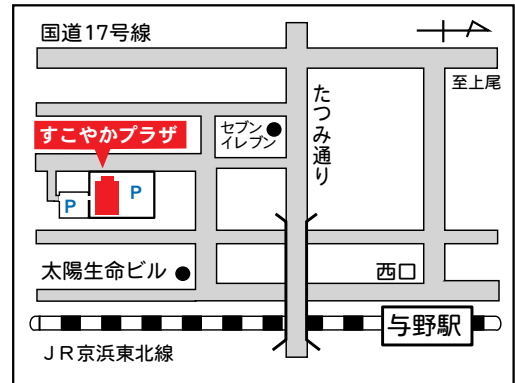 国道17号線
至上尾
たつみ通り
セブン
イレブン
すこやかプラザ
P
P
太陽生命ビル
西口
与野駅
JR京浜東北線